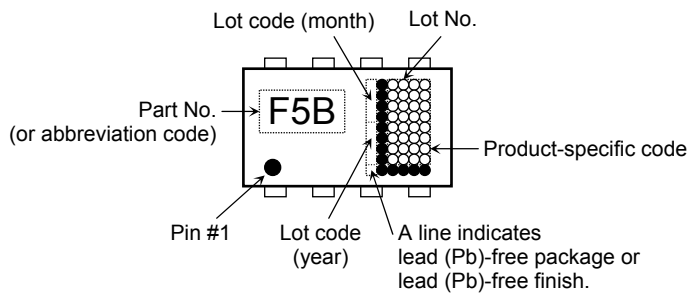 Lot code (month)
Lot No.
Part No.
(or abbreviation code)
F5B
Product-specific code
Pin #1
Lot code
(year)
A line indicates
lead (Pb)-free package or
lead (Pb)-free finish.